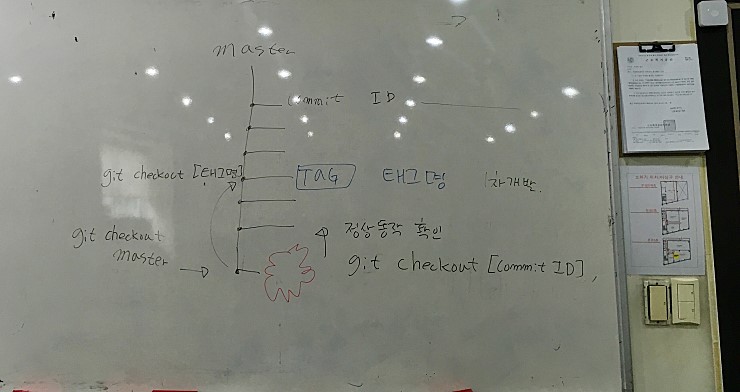 master
commit ID
git checkout [태그명]
TAG 태그명 1차개발.
정상동작 확인
git checkout
master
git checkout [commit ID]